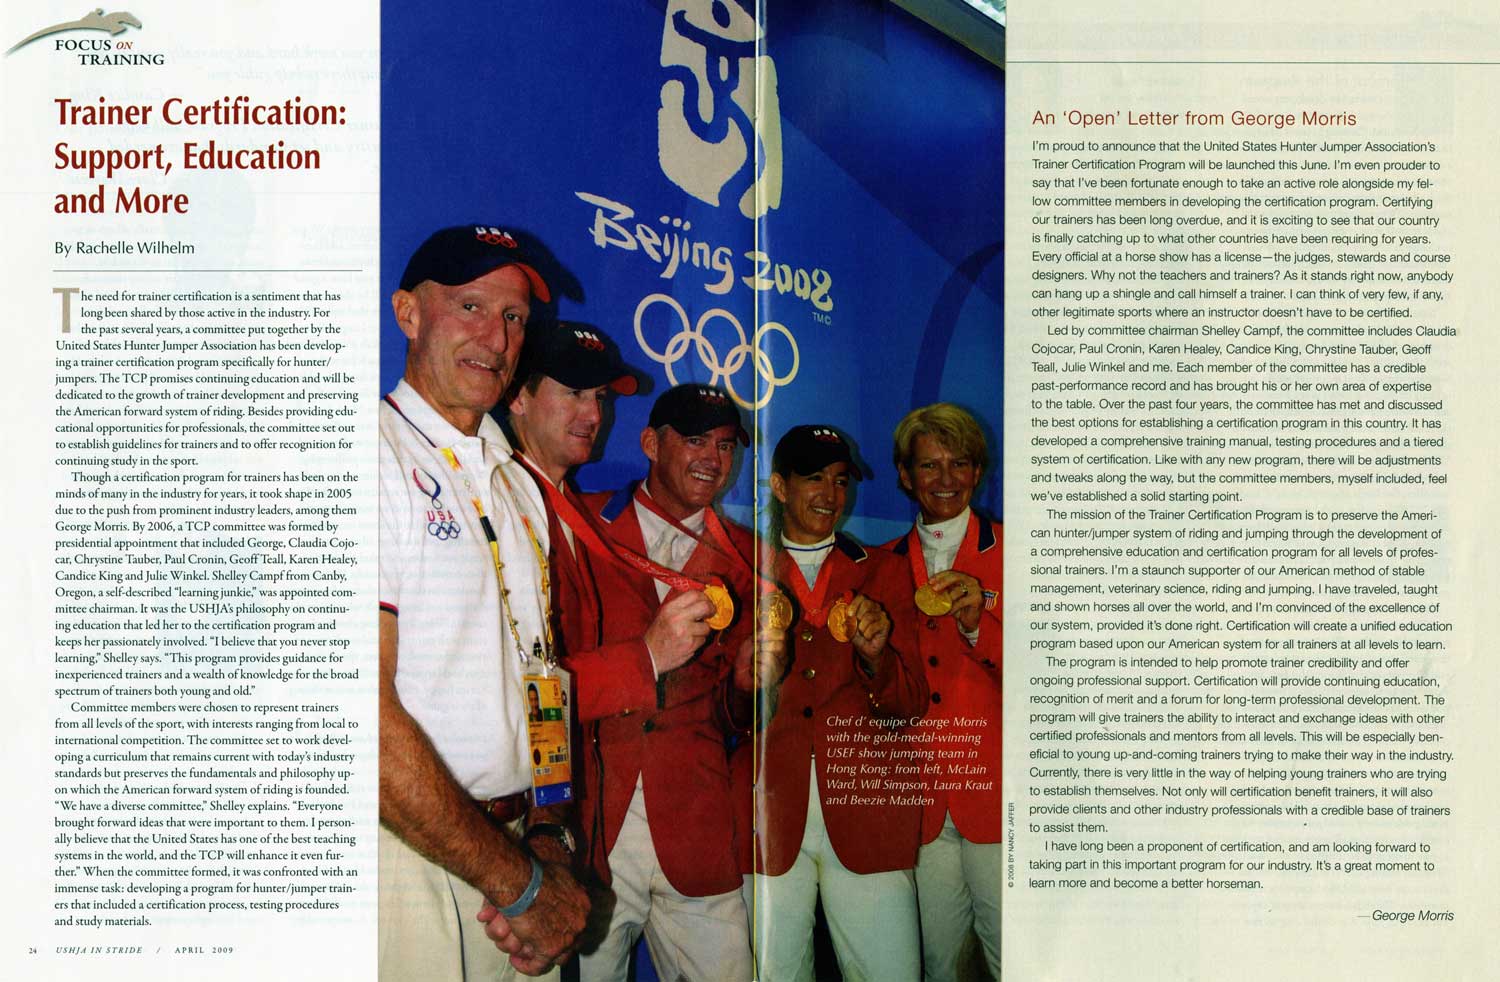 FOCUS ON
TRAINING
Trainer Certification:
Support, Education
and More
By Rachelle Wilhelm
The need for trainer certification is a sentiment that has
long been shared by those active in the industry. For
the past several years, a committee put together by the
United States Hunter Jumper Association has been develop-
ing a trainer certification program specifically for hunter/
jumpers. The TCP promises continuing education and will be
dedicated to the growth of trainer development and preserving
the American forward system of riding. Besides providing edu-
cational opportunities for professionals, the committee set out
to establish guidelines for trainers and to offer recognition for
continuing study in the sport.
Though a certification program for trainers has been on the
minds of many in the industry for years, it took shape in 2005
due to the push from prominent industry leaders, among them
George Morris. By 2006, a TCP committee was formed by
presidential appointment that included George, Claudia Cojo-
car, Chrystine Tauber, Paul Cronin, Geoff Teall, Karen Healey,
Candice King and Julie Winkel. Shelley Campf from Canby,
Oregon, a self-described “learning junkie,” was appointed com-
mittee chairman. It was the USHJA’s philosophy on continu-
ing education that led her to the certification program and
keeps her passionately involved. “I believe that you never stop
learning,” Shelley says. “This program provides guidance for
inexperienced trainers and a wealth of knowledge for the broad
spectrum of trainers both young and old.”
Committee members were chosen to represent trainers
from all levels of the sport, with interests ranging from local to
international competition. The committee set to work devel-
oping a curriculum that remains current with today’s industry
standards but preserves the fundamentals and philosophy up-
on which the American forward system of riding is founded.
“We have a diverse committee,” Shelley explains. “Everyone
brought forward ideas that were important to them. I person-
ally believe that the United States has one of the best teaching
systems in the world, and the TCP will enhance it even fur-
ther.” When the committee formed, it was confronted with an
immense task: developing a program for hunter/jumper train-
ers that included a certification process, testing procedures
and study materials.
24 USHJA IN STRIDE / APRIL 2009
Beijing 2008
TM©
USA
USA
USA
USA
USA
Chef d’ equipe George Morris
with the gold-medal-winning
USEF show jumping team in
Hong Kong: from left, McLain
Ward, Will Simpson, Laura Kraut
and Beezie Madden
© 2008 BY NANCY JAFFER
An ‘Open’ Letter from George Morris
I’m proud to announce that the United States Hunter Jumper Association’s
Trainer Certification Program will be launched this June. I’m even prouder to
say that I’ve been fortunate enough to take an active role alongside my fel-
low committee members in developing the certification program. Certifying
our trainers has been long overdue, and it is exciting to see that our country
is finally catching up to what other countries have been requiring for years.
Every official at a horse show has a license—the judges, stewards and course
designers. Why not the teachers and trainers? As it stands right now, anybody
can hang up a shingle and call himself a trainer. I can think of very few, if any,
other legitimate sports where an instructor doesn’t have to be certified.
Led by committee chairman Shelley Campf, the committee includes Claudia
Cojocar, Paul Cronin, Karen Healey, Candice King, Chrystine Tauber, Geoff
Teall, Julie Winkel and me. Each member of the committee has a credible
past-performance record and has brought his or her own area of expertise
to the table. Over the past four years, the committee has met and discussed
the best options for establishing a certification program in this country. It has
developed a comprehensive training manual, testing procedures and a tiered
system of certification. Like with any new program, there will be adjustments
and tweaks along the way, but the committee members, myself included, feel
we’ve established a solid starting point.
The mission of the Trainer Certification Program is to preserve the Ameri-
can hunter/jumper system of riding and jumping through the development of
a comprehensive education and certification program for all levels of profes-
sional trainers. I’m a staunch supporter of our American method of stable
management, veterinary science, riding and jumping. I have traveled, taught
and shown horses all over the world, and I’m convinced of the excellence of
our system, provided it’s done right. Certification will create a unified education
program based upon our American system for all trainers at all levels to learn.
The program is intended to help promote trainer credibility and offer
ongoing professional support. Certification will provide continuing education,
recognition of merit and a forum for long-term professional development. The
program will give trainers the ability to interact and exchange ideas with other
certified professionals and mentors from all levels. This will be especially ben-
eficial to young up-and-coming trainers trying to make their way in the industry.
Currently, there is very little in the way of helping young trainers who are trying
to establish themselves. Not only will certification benefit trainers, it will also
provide clients and other industry professionals with a credible base of trainers
to assist them.
I have long been a proponent of certification, and am looking forward to
taking part in this important program for our industry. It’s a great moment to
learn more and become a better horseman.
—George Morris